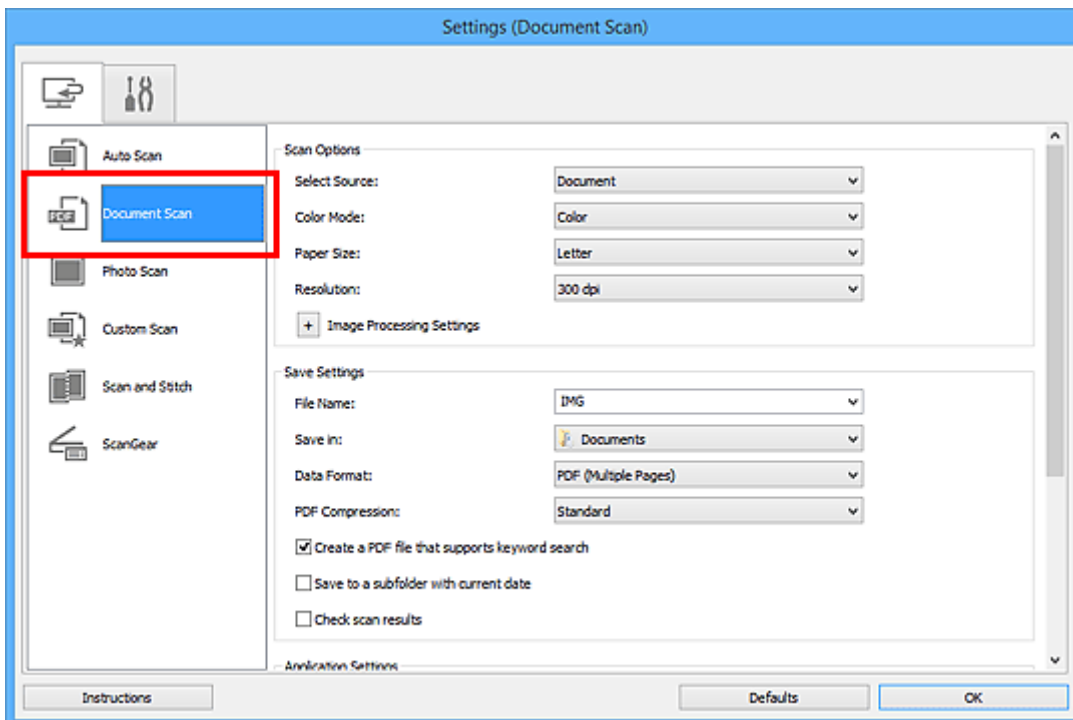 Settings (Document Scan)
Auto Scan
PDF
Document Scan
Photo Scan
Custom Scan
Scan and Stitch
ScanGear
Scan Options
Select Source: Document
Color Mode: Color
Paper Size: Letter
Resolution: 300 dpi
+ Image Processing Settings
Save Settings
File Name: IMG
Save in: Documents
Data Format: PDF (Multiple Pages)
PDF Compression: Standard
Create a PDF file that supports keyword search
Save to a subfolder with current date
Check scan results
Application Settings
Instructions Defaults OK